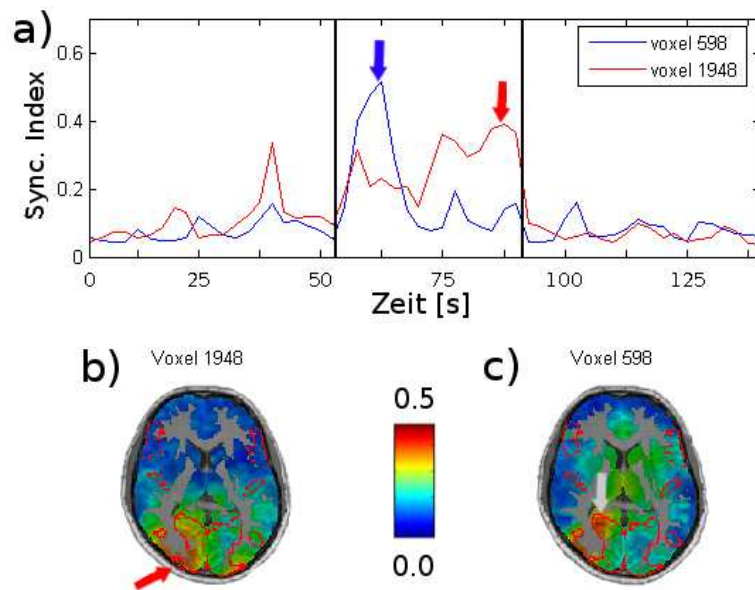 a)
0.6
0.4
0.2
0
Sync. Index
voxel 598
voxel 1948
0 25 50 75 100 125
Zeit [s]
b) Voxel 1948
c) Voxel 598
0.5
0.0